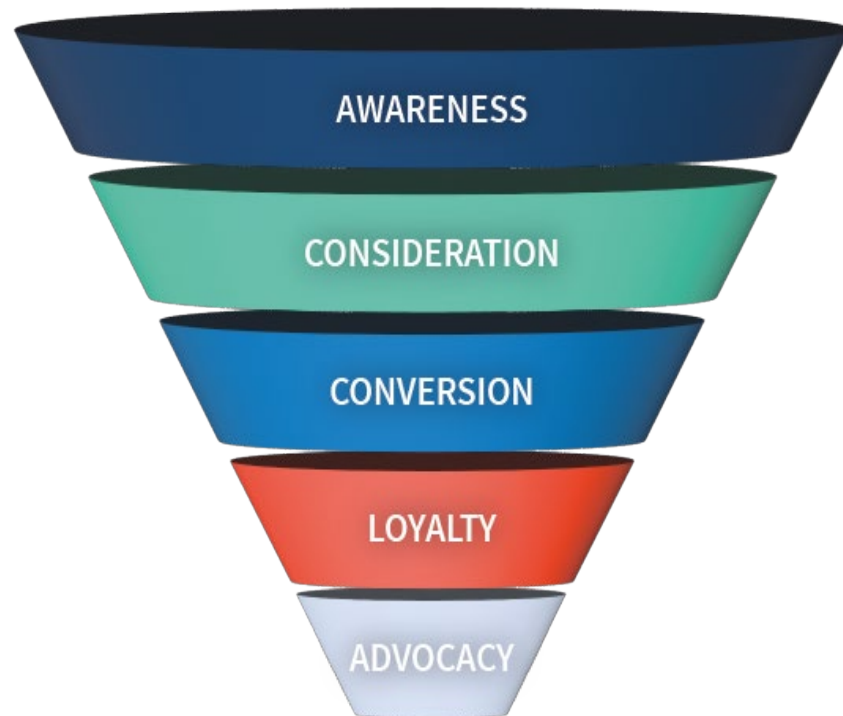 AWARENESS
CONSIDERATION
CONVERSION
LOYALTY
ADVOCACY